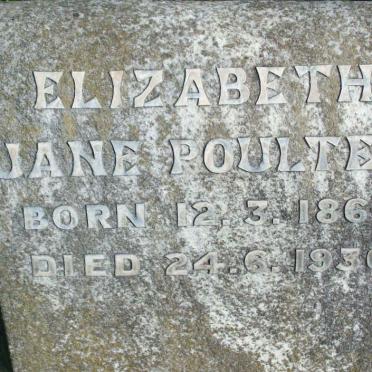 ELIZABETH
JANE POULTE
BORN 12.3.186
DIED 24.6.193